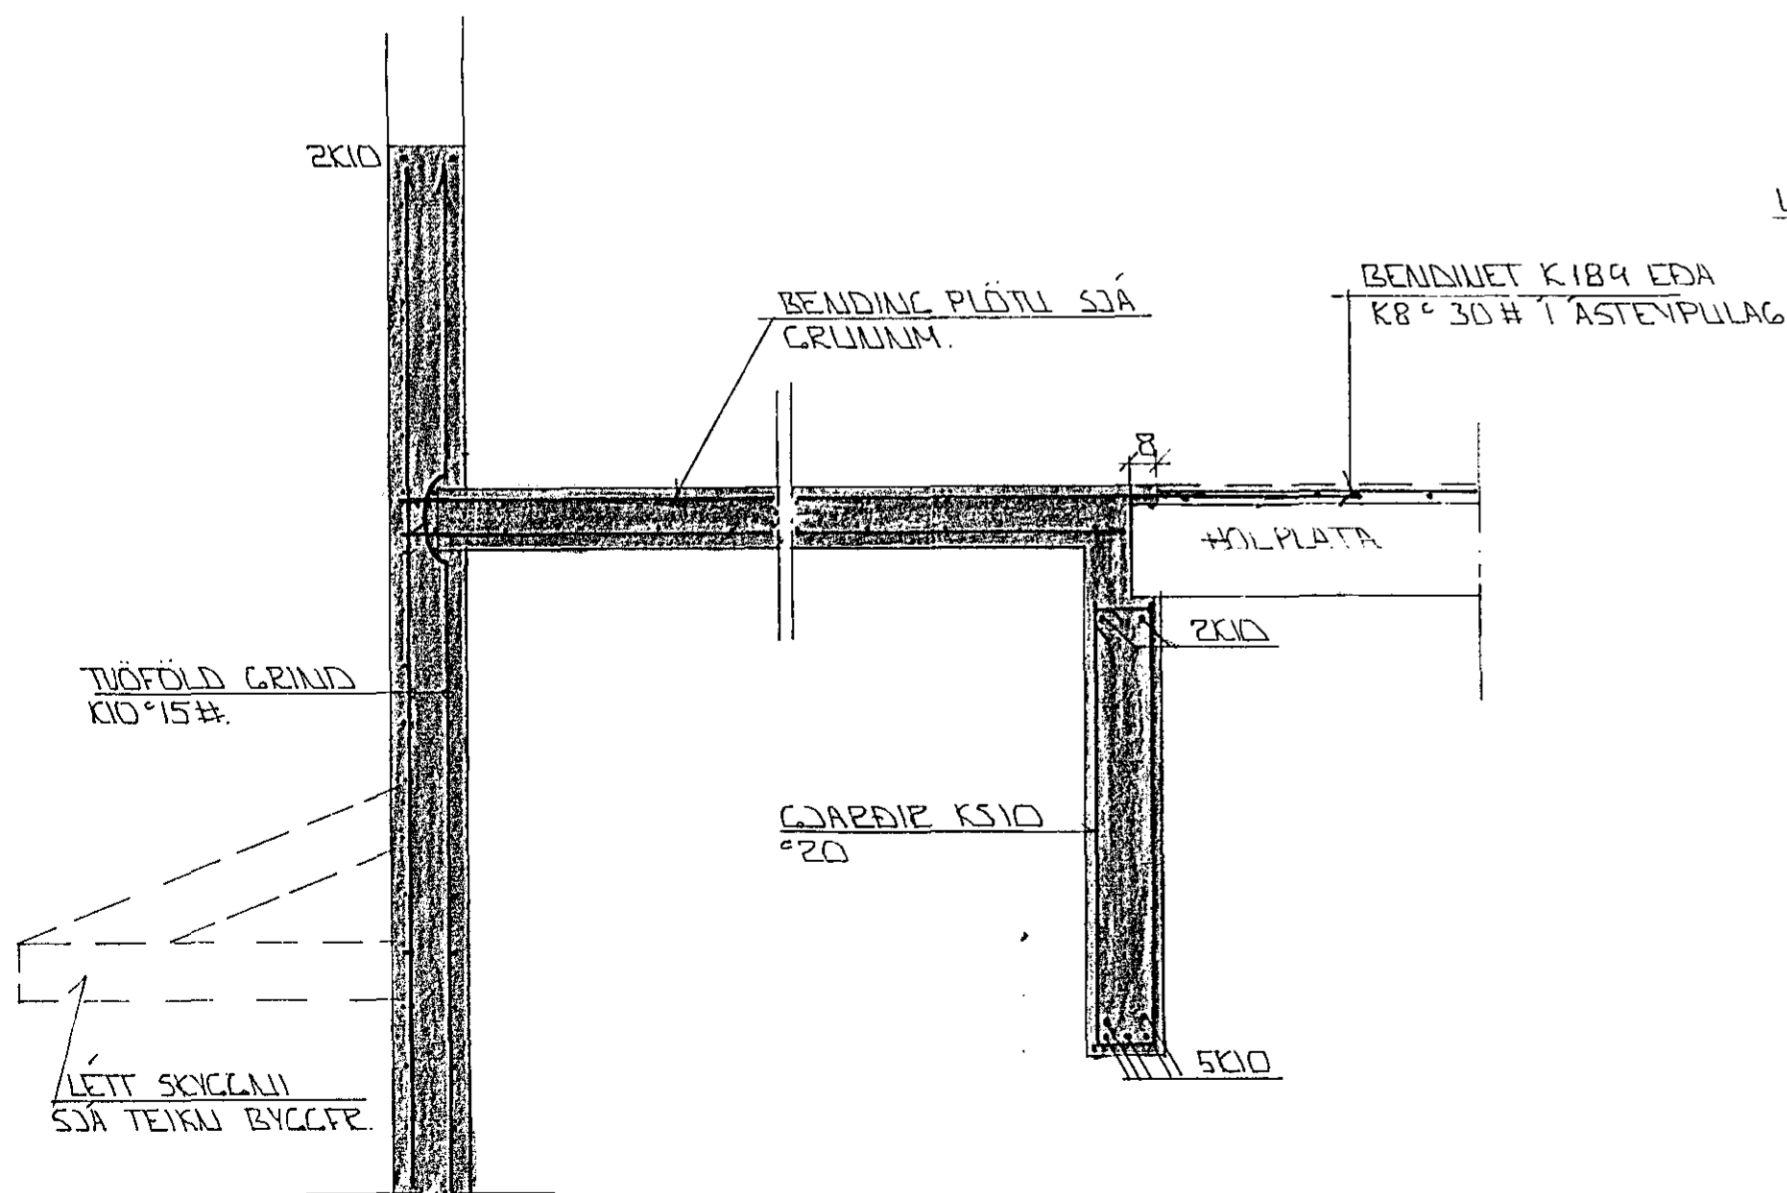 2K10
BENDING PLÖTU SJÁ
GRUNNM.
BENDINET K189 EÐA
K8 c 30 # Í ÁSTEYPULAG
8
HOLPLATA
2K10
TVÖFÖLD GRIND
K10 c 15 #.
GJARÐIR KS10
c 20
5K10
LÉTT SKYGGNI
SJÁ TEIKN BYGGFR.